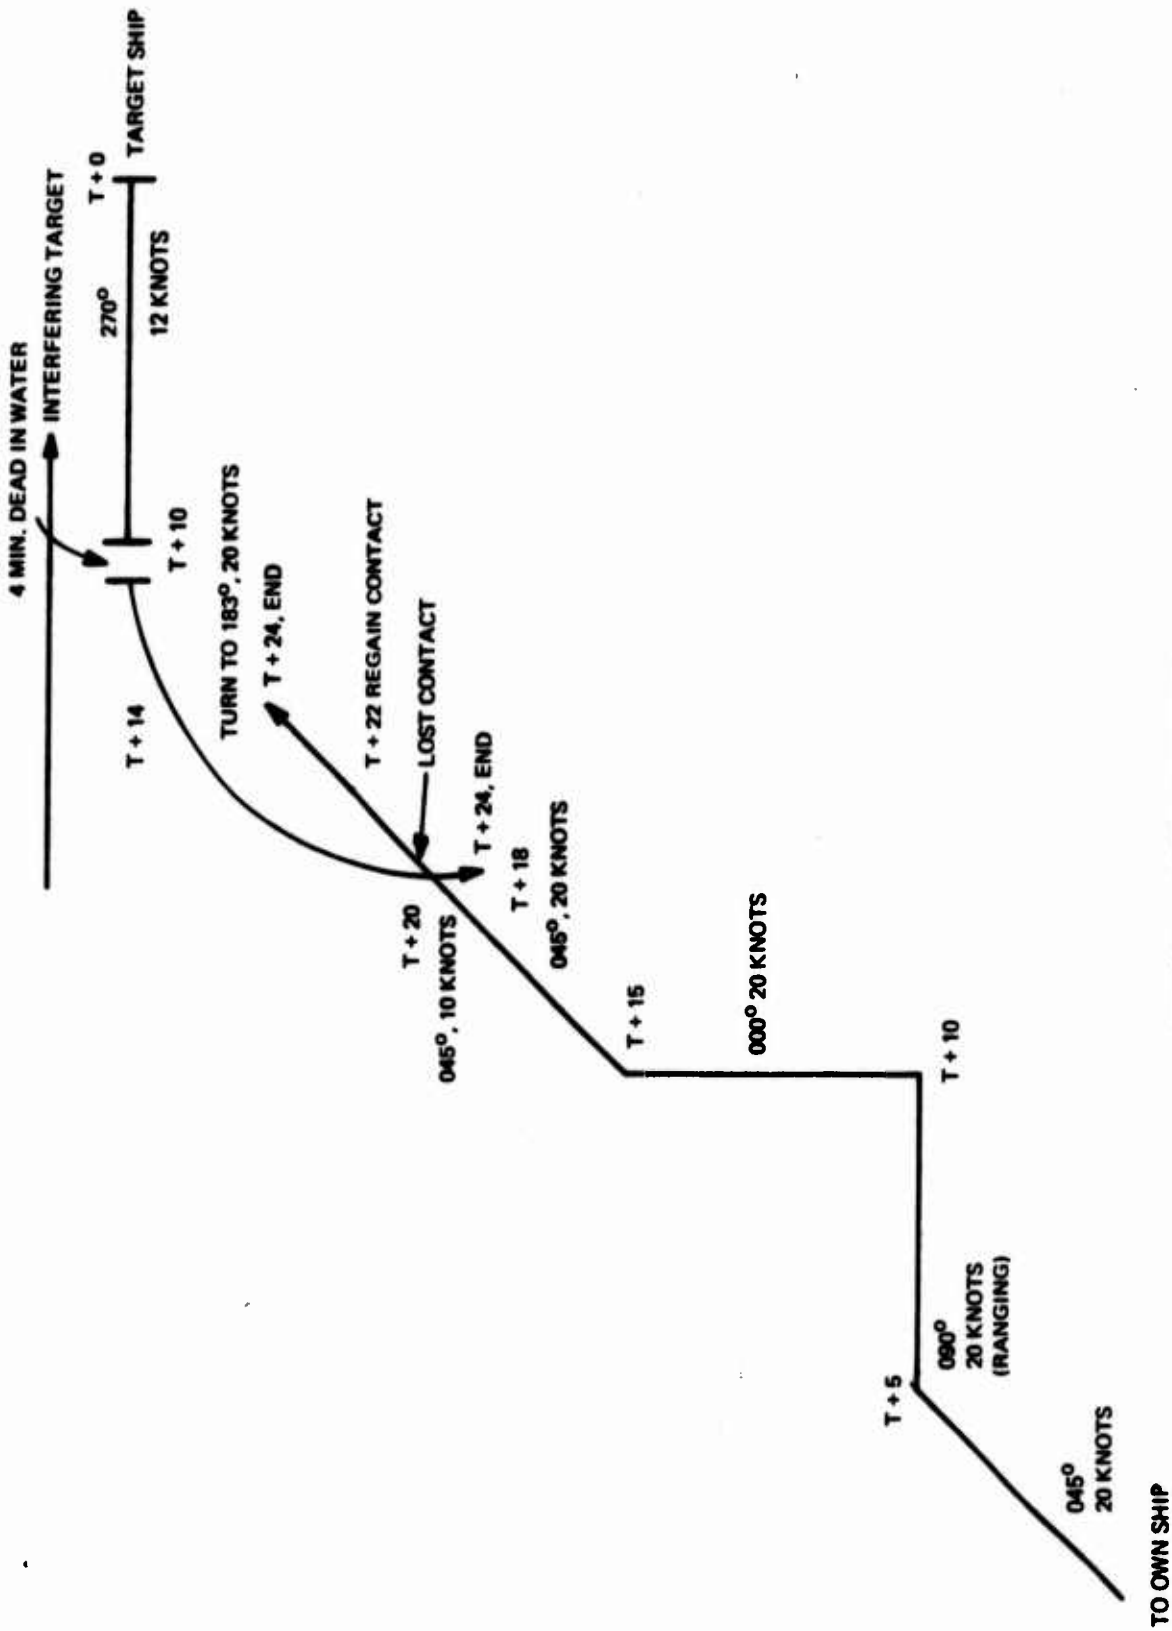 4 MIN. DEAD IN WATER
INTERFERING TARGET
T + 0
270°
TARGET SHIP
T + 14
12 KNOTS
T + 10
TURN TO 183°, 20 KNOTS
T + 24, END
T + 22 REGAIN CONTACT
T + 20
LOST CONTACT
045°, 10 KNOTS
T + 24, END
T + 18
045°, 20 KNOTS
T + 15
000° 20 KNOTS
T + 5
T + 10
090°
20 KNOTS
(RANGING)
045°
20 KNOTS
TO OWN SHIP